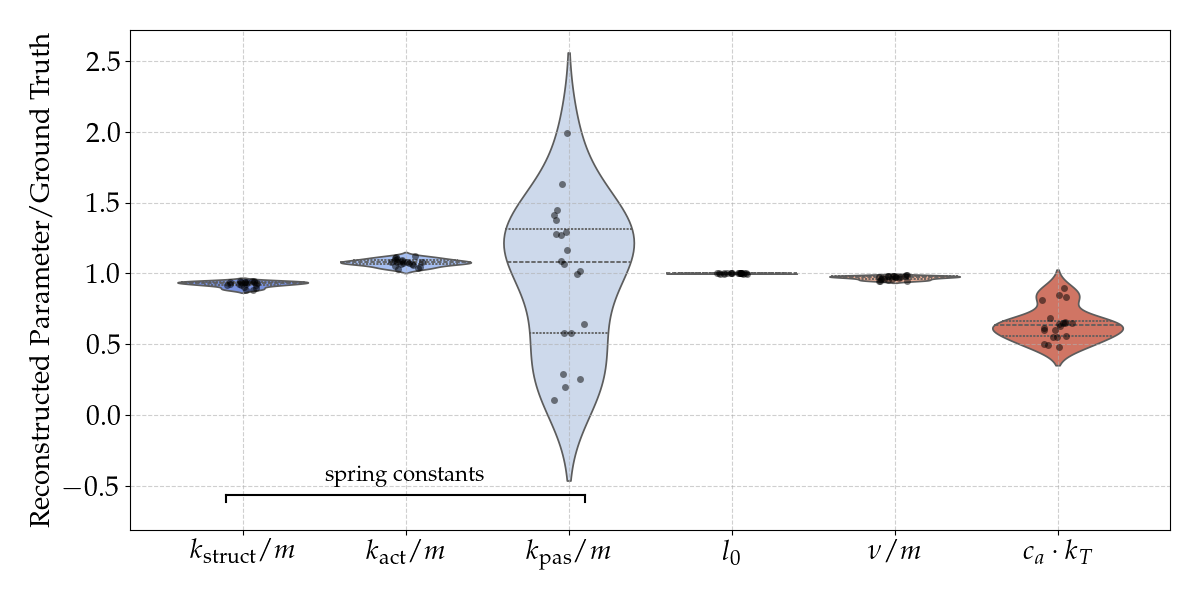 Reconstructed Parameter/Ground Truth
2.5
2.0
1.5
1.0
0.5
0.0
−0.5
spring constants
k_struct/m
k_act/m
k_pas/m
l_0
ν/m
c_a · k_T